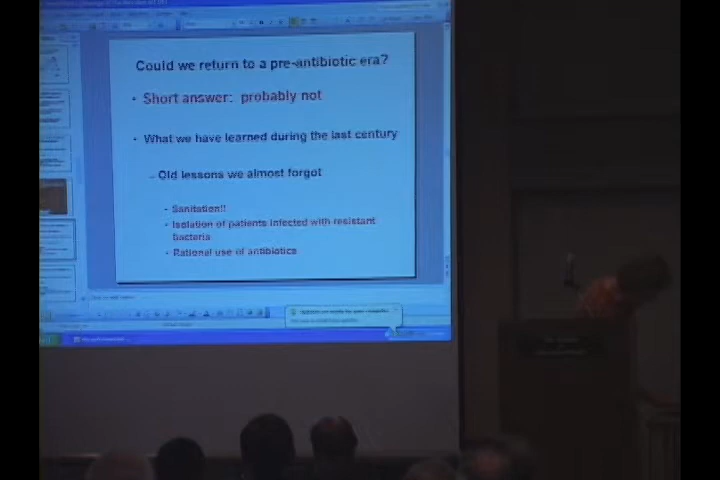 Could we return to a pre-antibiotic era?
• Short answer: probably not
• What we have learned during the last century
– Old lessons we almost forgot
• Sanitation!!
• Isolation of patients infected with resistant
bacteria
• Rational use of antibiotics